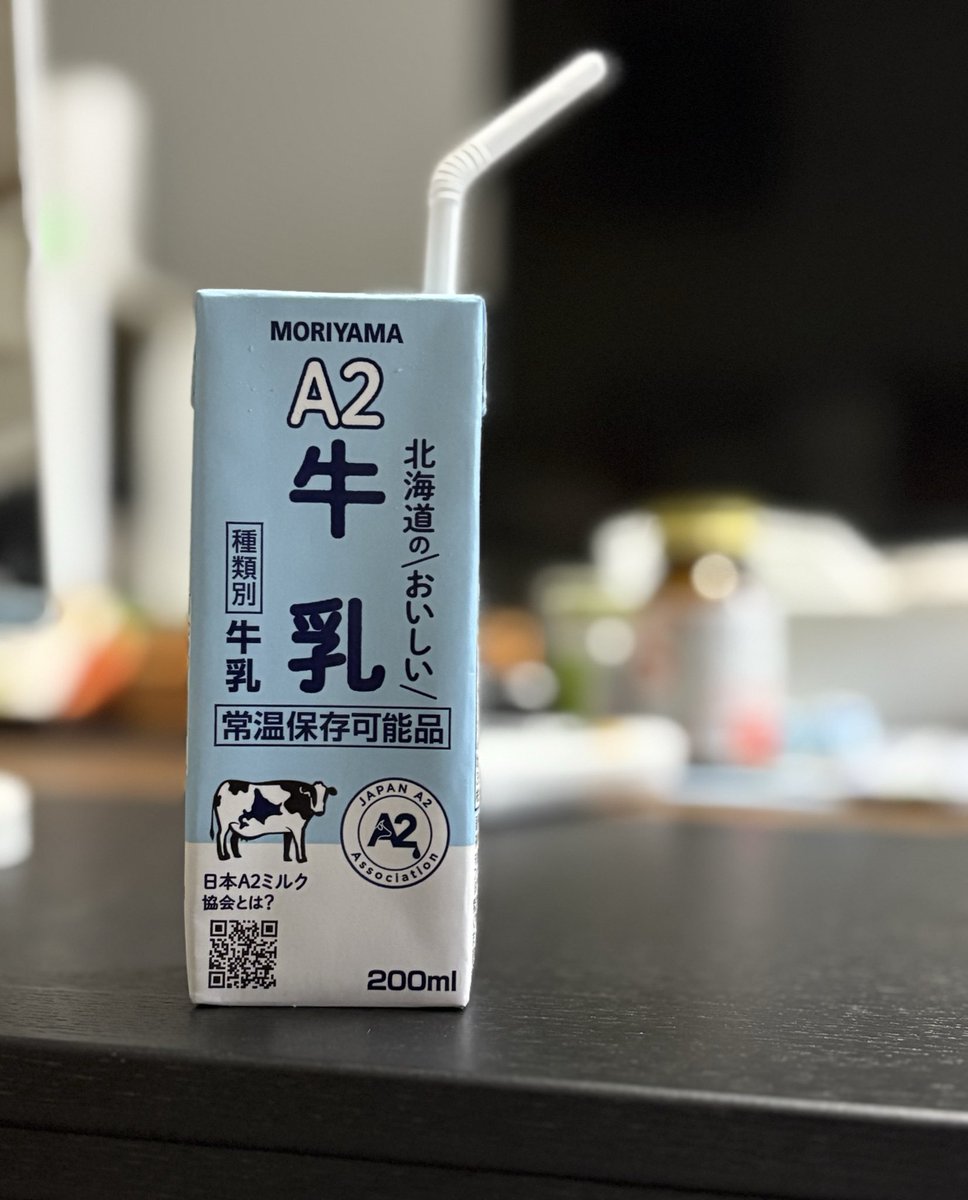 MORIYAMA
A2
牛乳
北海道のおいしい
種類別
牛乳
常温保存可能品
JAPAN A2
A2
Association
日本A2ミルク
協会とは?
200ml